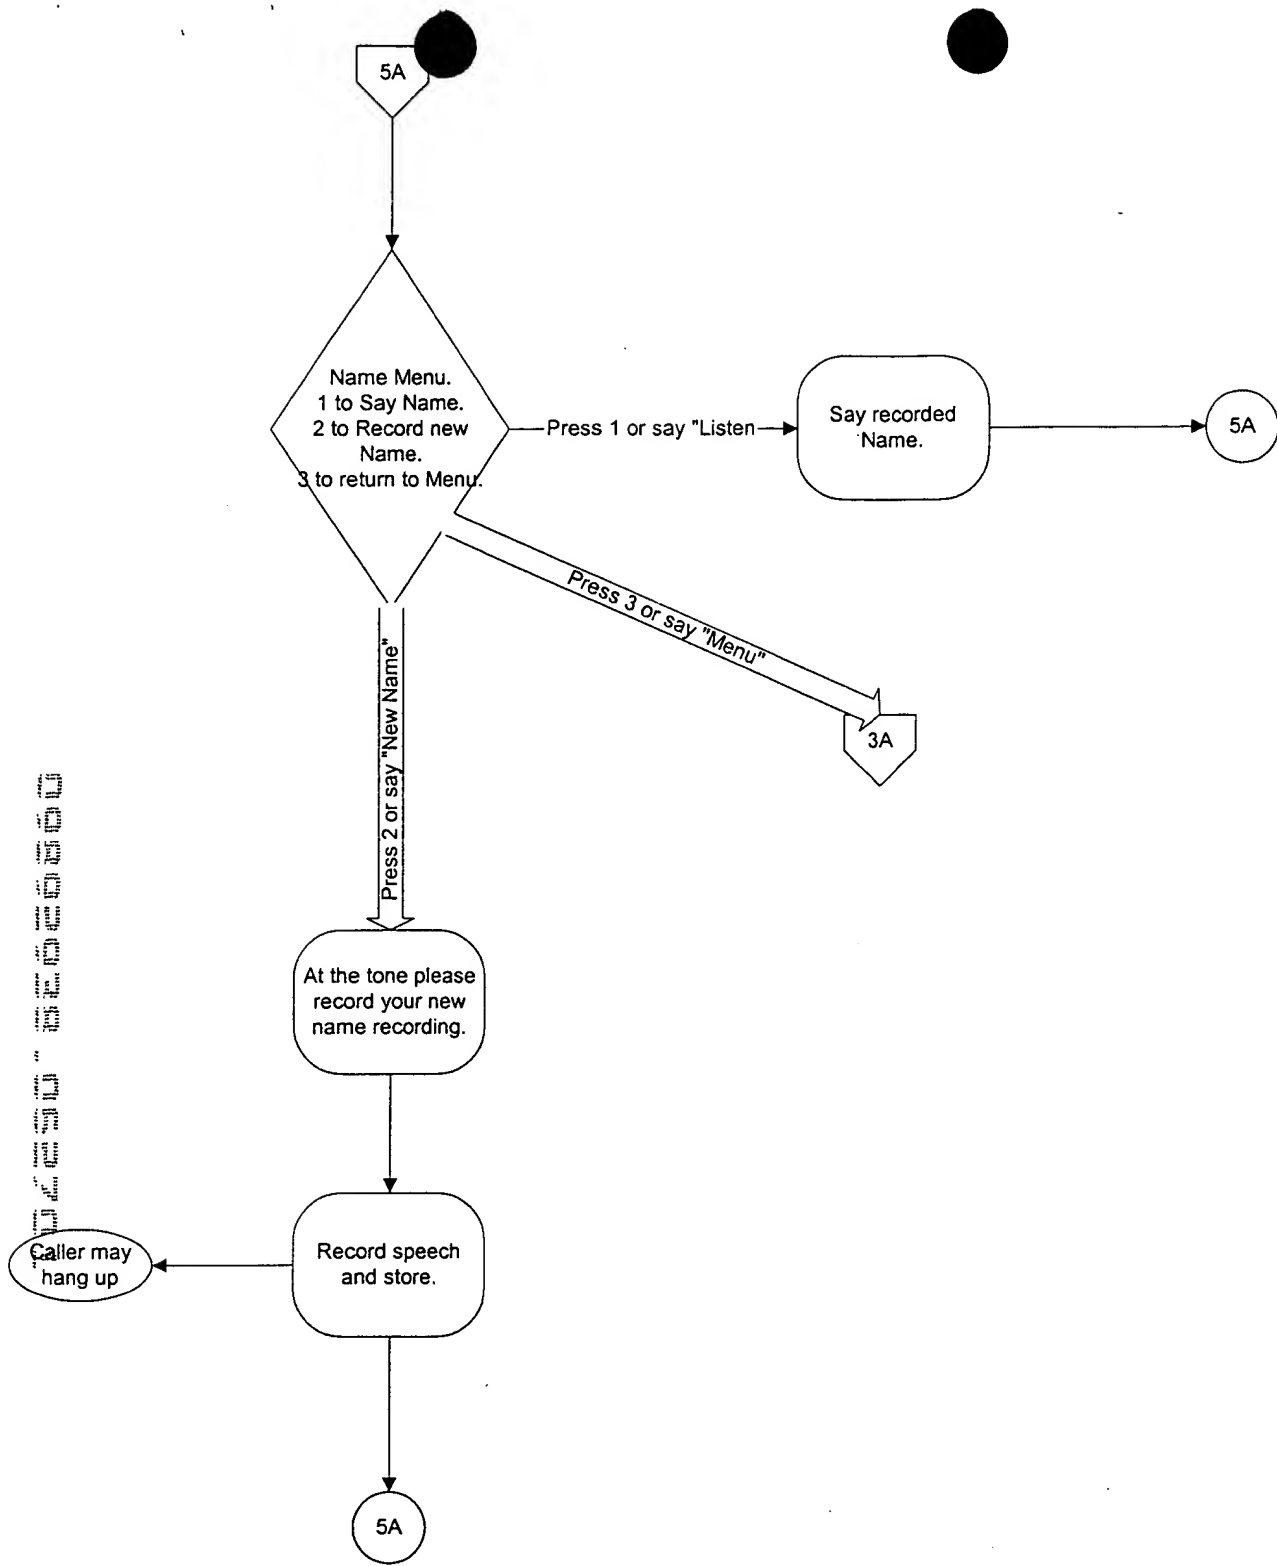 5A
Name Menu.
1 to Say Name.
2 to Record new
Name.
3 to return to Menu.
Press 1 or say "Listen
Say recorded
Name.
5A
Press 3 or say "Menu"
3A
Press 2 or say "New Name"
At the tone please
record your new
name recording.
Record speech
and store.
Caller may
hang up
5A